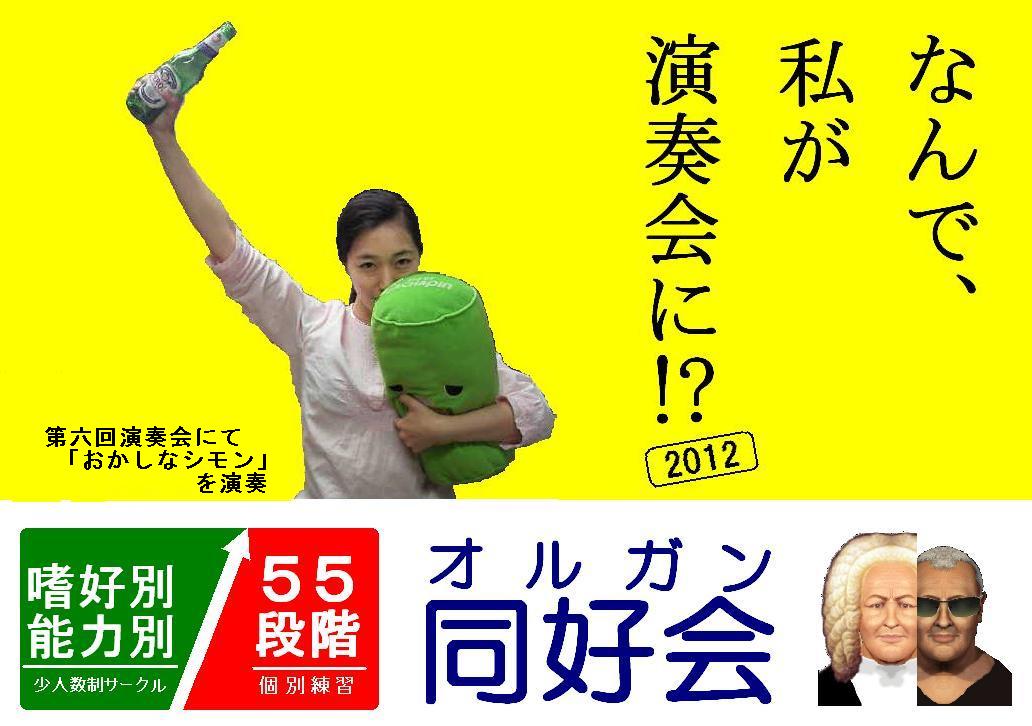 なんで、
私が
演奏会に!?
2012
第六回演奏会にて
「おかしなシモン」
を演奏
嗜好別
能力別
少人数制サークル
55
段階
個別練習
オルガン
同好会